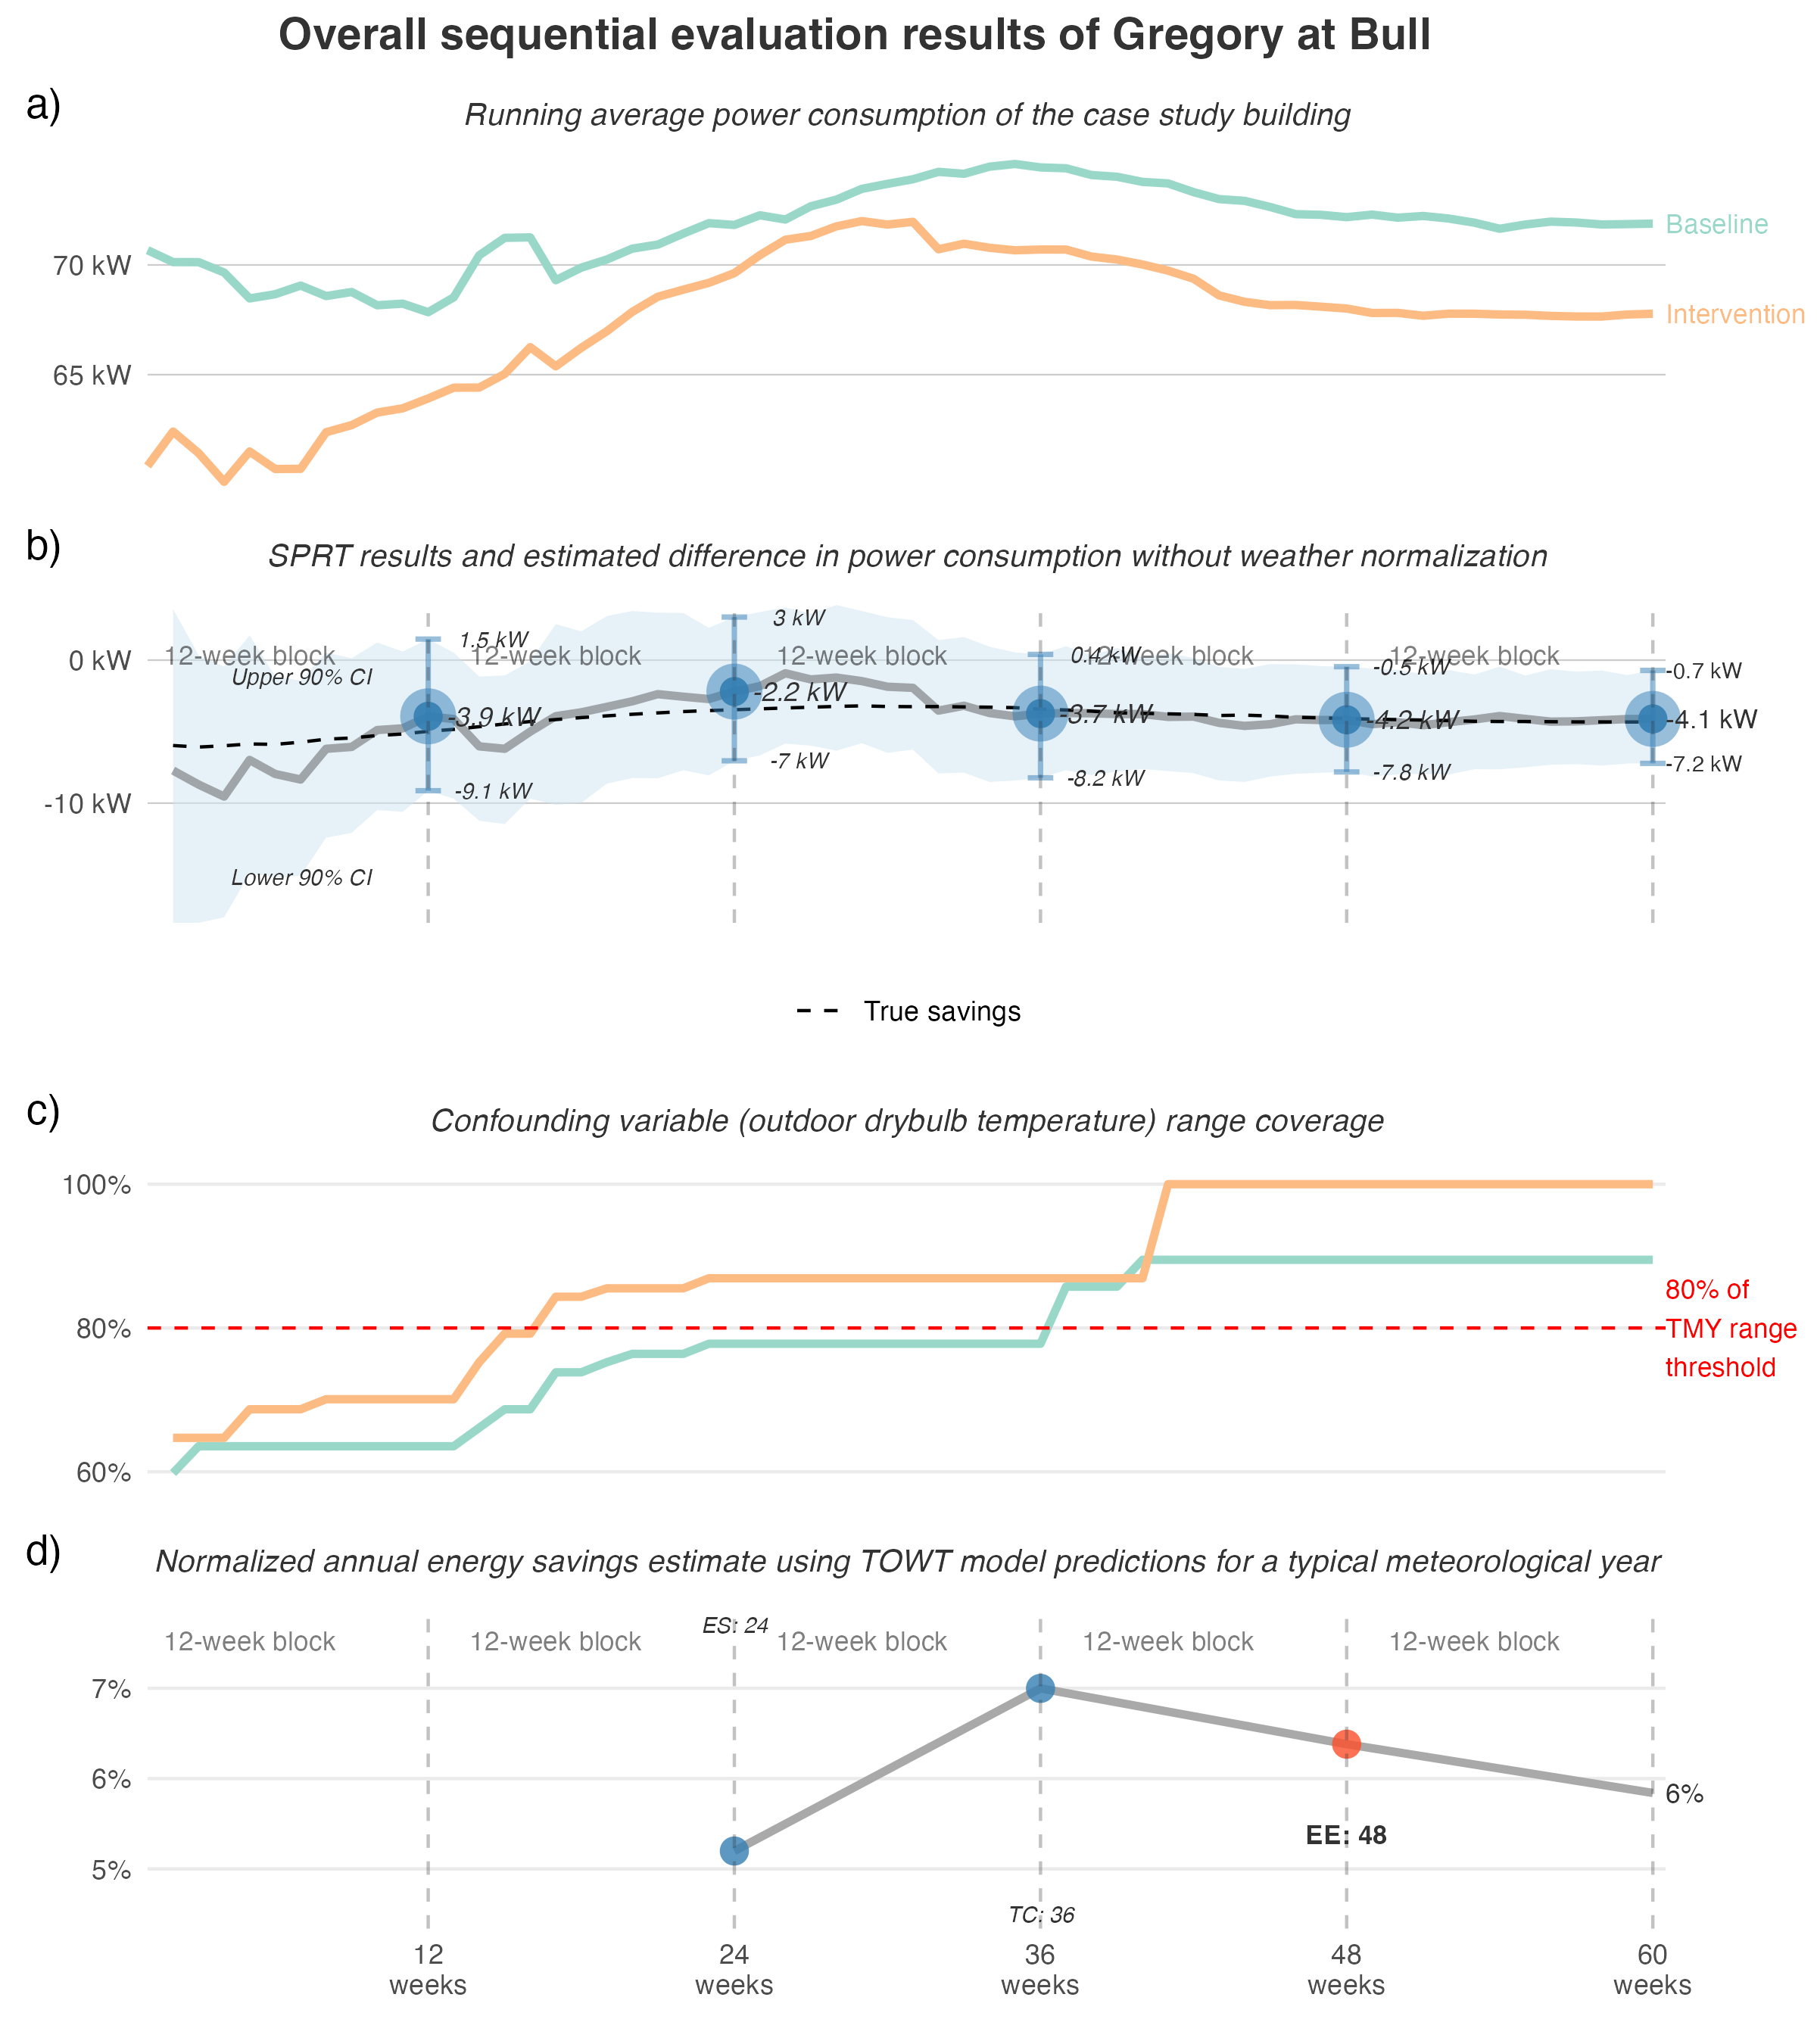 Overall sequential evaluation results of Gregory at Bull
a)
Running average power consumption of the case study building
Baseline
70 kW
Intervention
65 kW
b)
SPRT results and estimated difference in power consumption without weather normalization
1.5 kW
3 kW
0.4 kW
-0.5 kW
-0.7 kW
0 kW
12-week block
12-week block
12-week block
12-week block
12-week block
Upper 90% CI
-3.9 kW
-2.2 kW
-3.7 kW
-4.2 kW
-4.1 kW
-9.1 kW
-7 kW
-8.2 kW
-7.8 kW
-7.2 kW
-10 kW
Lower 90% CI
True savings
c)
Confounding variable (outdoor drybulb temperature) range coverage
100%
80%
60%
80% of
TMY range
threshold
d)
Normalized annual energy savings estimate using TOWT model predictions for a typical meteorological year
ES: 24
12-week block
12-week block
12-week block
12-week block
12-week block
7%
6%
5%
6%
EE: 48
TC: 36
12
weeks
24
weeks
36
weeks
48
weeks
60
weeks